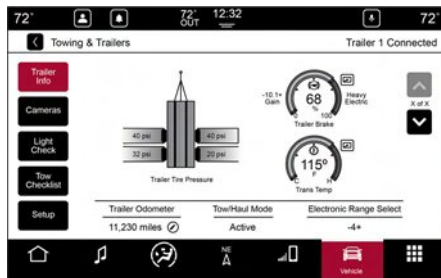 72° 72° OUT 12:32 72°
Towing & Trailers Trailer 1 Connected
Trailer Info
Cameras
Light Check
Tow Checklist
Setup
40 psi 40 psi
32 psi 20 psi
Trailer Tire Pressure
-10.1+ Gain
68 %
0 100
Heavy Electric
Trailer Brake
115° F
C H
Trans Temp
X of X
Trailer Odometer Tow/Haul Mode Electronic Range Select
11,230 miles Active -4+
NE A
Vehicle